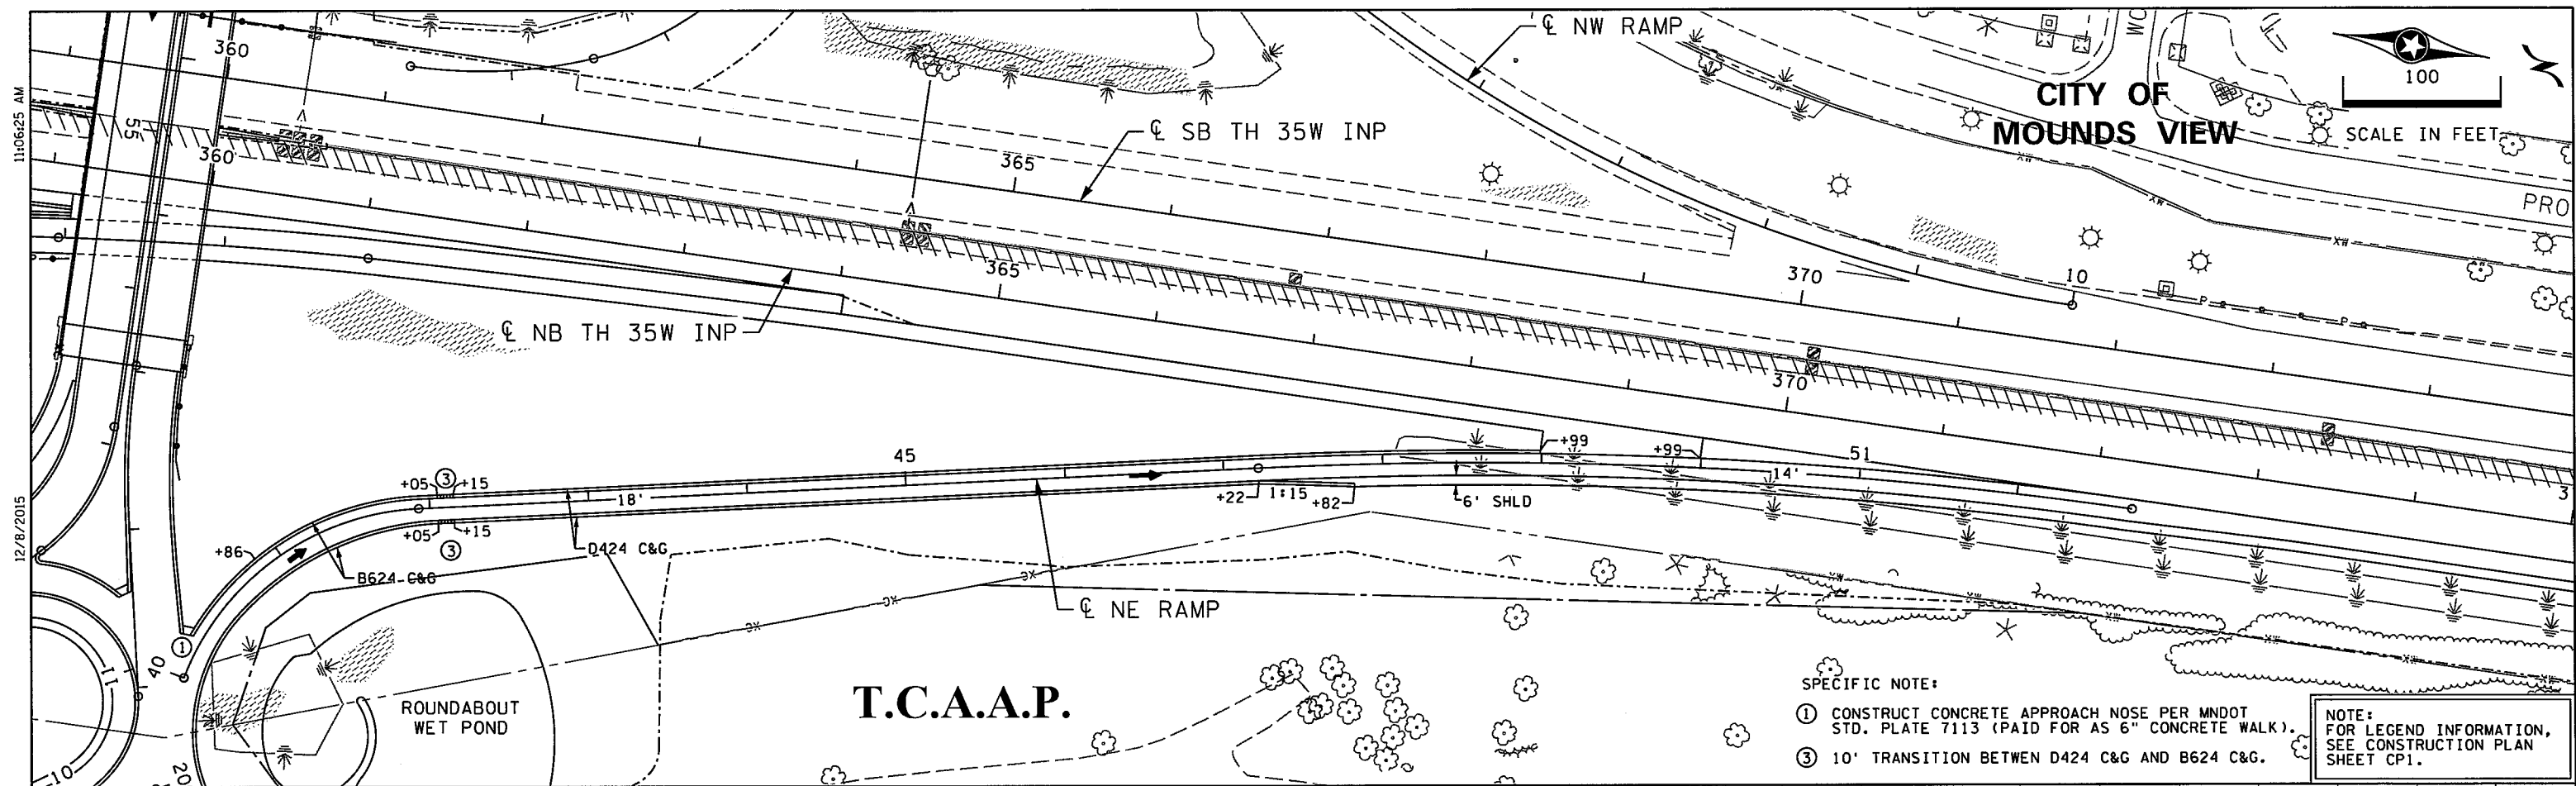 11:06:25 AM
12/8/2015
360
55
360
℄ NW RAMP
℄ SB TH 35W INP
365
365
℄ NB TH 35W INP
CITY OF
MOUNDS VIEW
100
SCALE IN FEET
PRO
370
10
370
45
51
+99
+99
14'
+05
③
+15
18'
+05
+15
③
+22
1:15
+82
6' SHLD
+86
D424 C&G
B624 C&G
℄ NE RAMP
①
40
11
10
20
3
ROUNDABOUT
WET POND
T.C.A.A.P.
SPECIFIC NOTE:
① CONSTRUCT CONCRETE APPROACH NOSE PER MNDOT
STD. PLATE 7113 (PAID FOR AS 6" CONCRETE WALK).
③ 10' TRANSITION BETWEN D424 C&G AND B624 C&G.
NOTE:
FOR LEGEND INFORMATION,
SEE CONSTRUCTION PLAN
SHEET CP1.